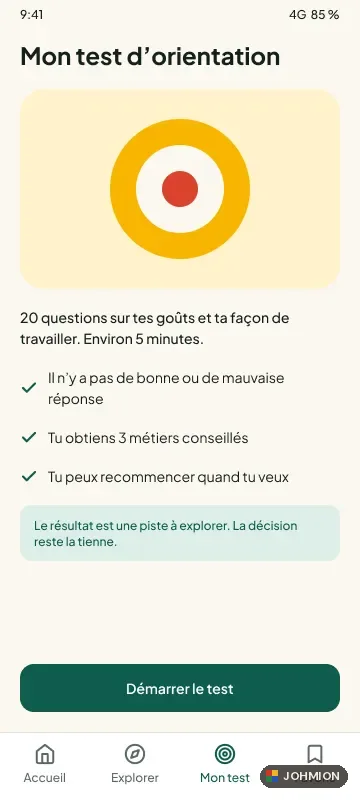 9:41
4G 85 %
Mon test d’orientation
20 questions sur tes goûts et ta façon de
travailler. Environ 5 minutes.
Il n’y a pas de bonne ou de mauvaise
réponse
Tu obtiens 3 métiers conseillés
Tu peux recommencer quand tu veux
Le résultat est une piste à explorer. La décision
reste la tienne.
Démarrer le test
Accueil
Explorer
Mon test
JOHMION